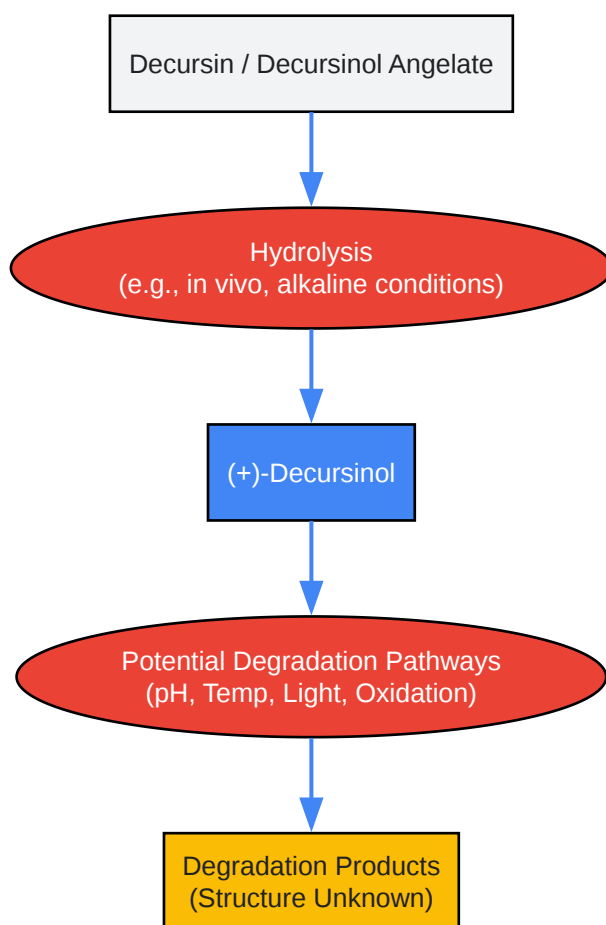 Decursin / Decursinol Angelate
Hydrolysis
(e.g., in vivo, alkaline conditions)
(+)-Decursinol
Potential Degradation Pathways
(pH, Temp, Light, Oxidation)
Degradation Products
(Structure Unknown)